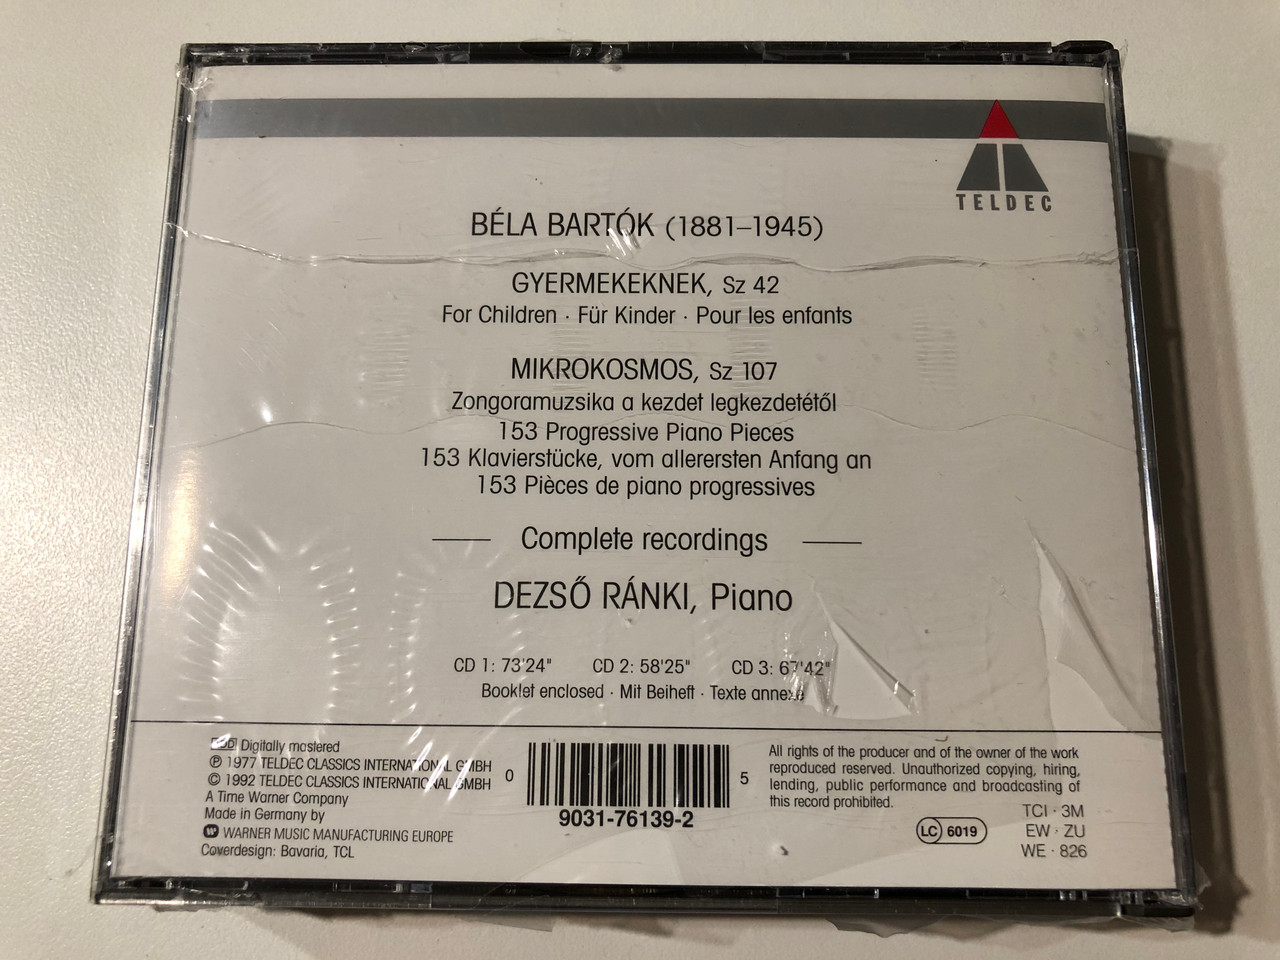 TELDEC
BÉLA BARTÓK (1881–1945)
GYERMEKEKNEK, Sz 42
For Children · Für Kinder · Pour les enfants
MIKROKOSMOS, Sz 107
Zongoramuzsika a kezdet legkezdetétől
153 Progressive Piano Pieces
153 Klavierstücke, vom allerersten Anfang an
153 Pièces de piano progressives
Complete recordings
DEZSŐ RÁNKI, Piano
CD 1: 73'24" CD 2: 58'25" CD 3: 67'42"
Booklet enclosed · Mit Beiheft · Texte annexé
Digitally mastered
℗ 1977 TELDEC CLASSICS INTERNATIONAL GMBH
© 1992 TELDEC CLASSICS INTERNATIONAL GMBH
A Time Warner Company
Made in Germany by
WARNER MUSIC MANUFACTURING EUROPE
Coverdesign: Bavaria, TCL
0 5
9031-76139-2
All rights of the producer and of the owner of the work
reproduced reserved. Unauthorized copying, hiring,
lending, public performance and broadcasting of
this record prohibited.
LC 6019
TCI · 3M
EW · ZU
WE · 826